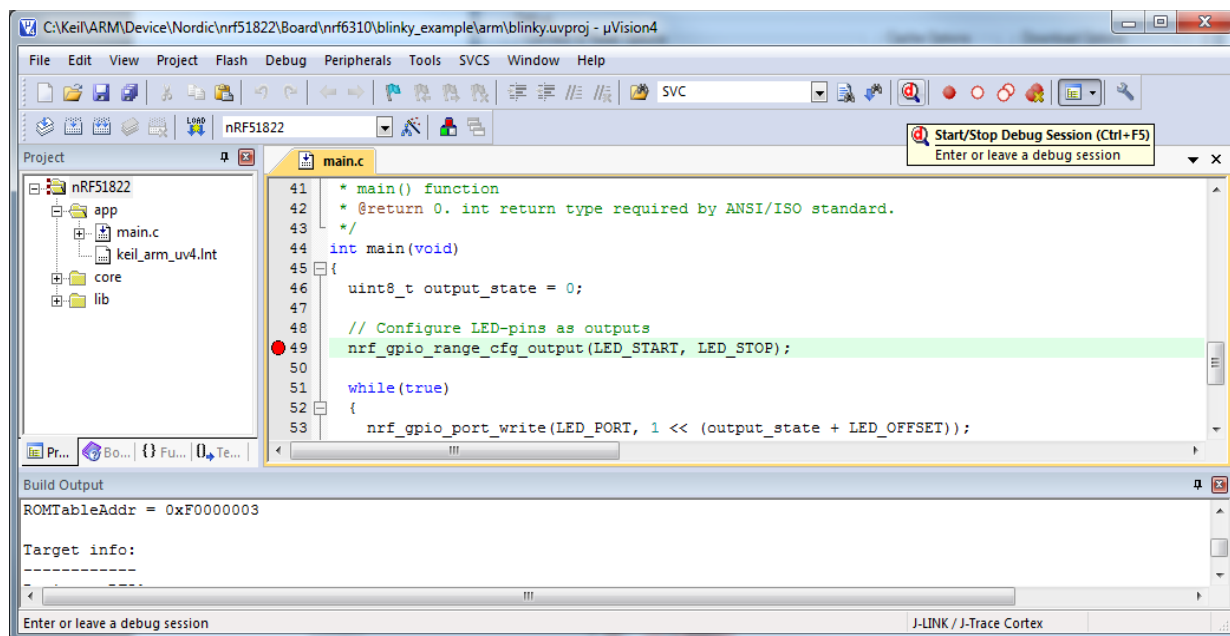 C:\Keil\ARM\Device\Nordic\nrf51822\Board\nrf6310\blinky_example\arm\blinky.uvproj - µVision4
File Edit View Project Flash Debug Peripherals Tools SVCS Window Help
SVC
LOAD nRF51822
Start/Stop Debug Session (Ctrl+F5)
Enter or leave a debug session
Project
main.c
nRF51822
app
main.c
keil_arm_uv4.lnt
core
lib
41 * main() function
42 * @return 0. int return type required by ANSI/ISO standard.
43 */
44 int main(void)
45 {
46 uint8_t output_state = 0;
47
48 // Configure LED-pins as outputs
49 nrf_gpio_range_cfg_output(LED_START, LED_STOP);
50
51 while(true)
52 {
53 nrf_gpio_port_write(LED_PORT, 1 << (output_state + LED_OFFSET));
Pr... Bo... {} Fu... 0 Te...
Build Output
ROMTableAddr = 0xF0000003
Target info:
------------
Enter or leave a debug session J-LINK / J-Trace Cortex